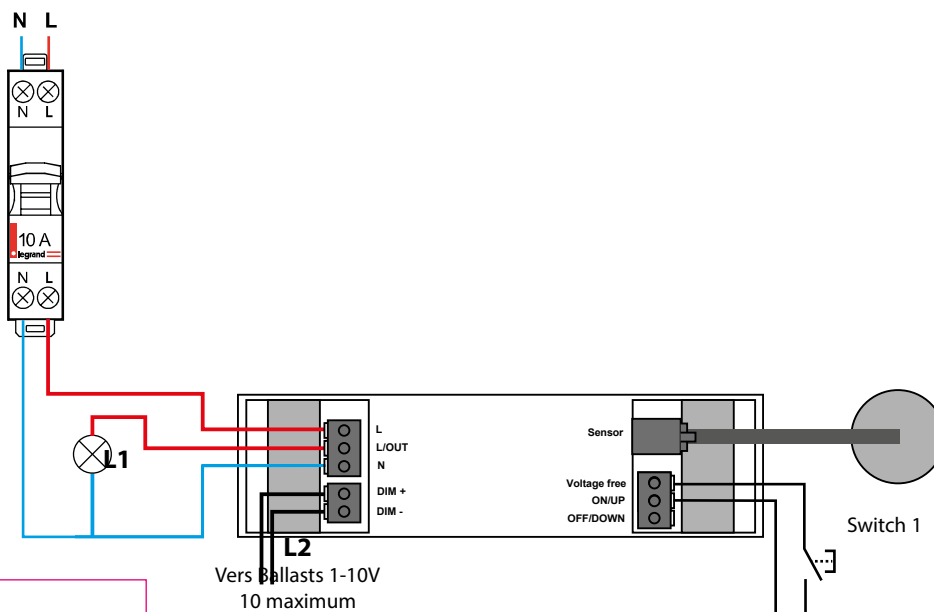 N L
N L
10 A
legrand
N L
L1
L
L/OUT
N
DIM +
DIM -
L2
Vers Ballasts 1-10V
10 maximum
Sensor
Voltage free
ON/UP
OFF/DOWN
Switch 1